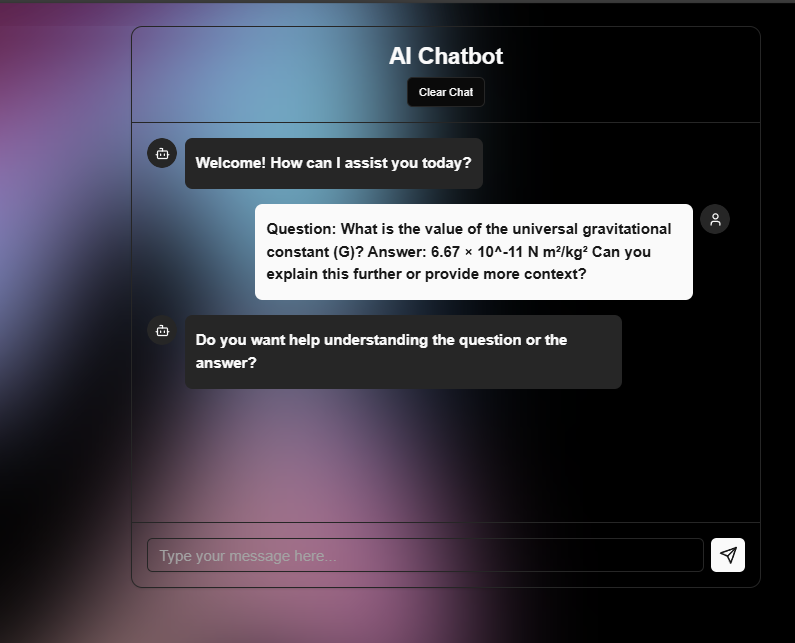 AI Chatbot
Clear Chat
Welcome! How can I assist you today?
Question: What is the value of the universal gravitational
constant (G)? Answer: 6.67 × 10^-11 N m²/kg² Can you
explain this further or provide more context?
Do you want help understanding the question or the
answer?
Type your message here...